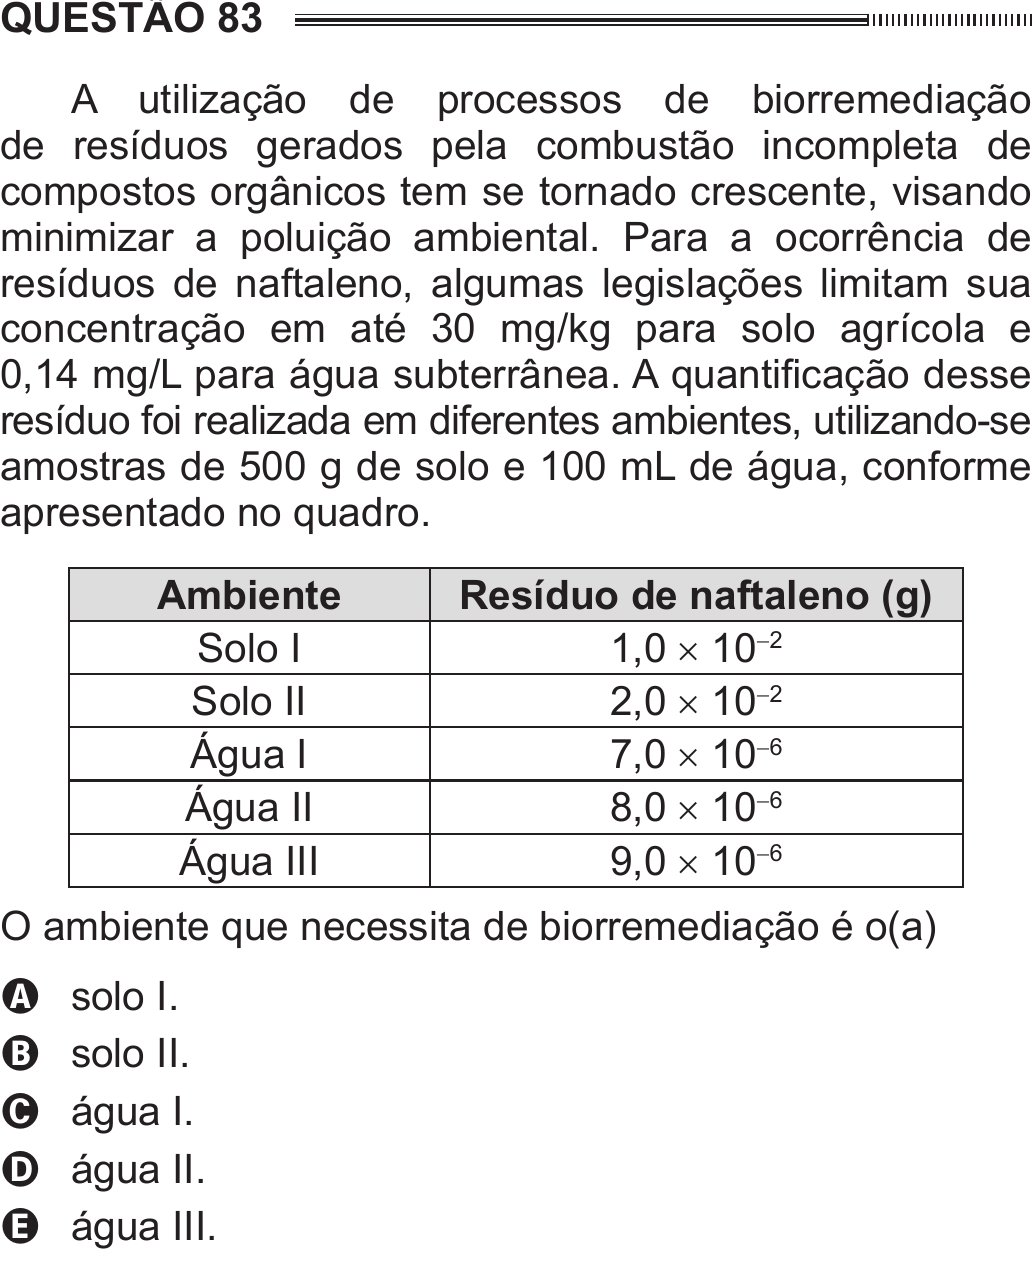 QUESTÃO 83
A utilização de processos de biorremediação
de resíduos gerados pela combustão incompleta de
compostos orgânicos tem se tornado crescente, visando
minimizar a poluição ambiental. Para a ocorrência de
resíduos de naftaleno, algumas legislações limitam sua
concentração em até 30 mg/kg para solo agrícola e
0,14 mg/L para água subterrânea. A quantificação desse
resíduo foi realizada em diferentes ambientes, utilizando-se
amostras de 500 g de solo e 100 mL de água, conforme
apresentado no quadro.
Ambiente Resíduo de naftaleno (g)
Solo I 1,0 × 10⁻²
Solo II 2,0 × 10⁻²
Água I 7,0 × 10⁻⁶
Água II 8,0 × 10⁻⁶
Água III 9,0 × 10⁻⁶
O ambiente que necessita de biorremediação é o(a)
A solo I.
B solo II.
C água I.
D água II.
E água III.